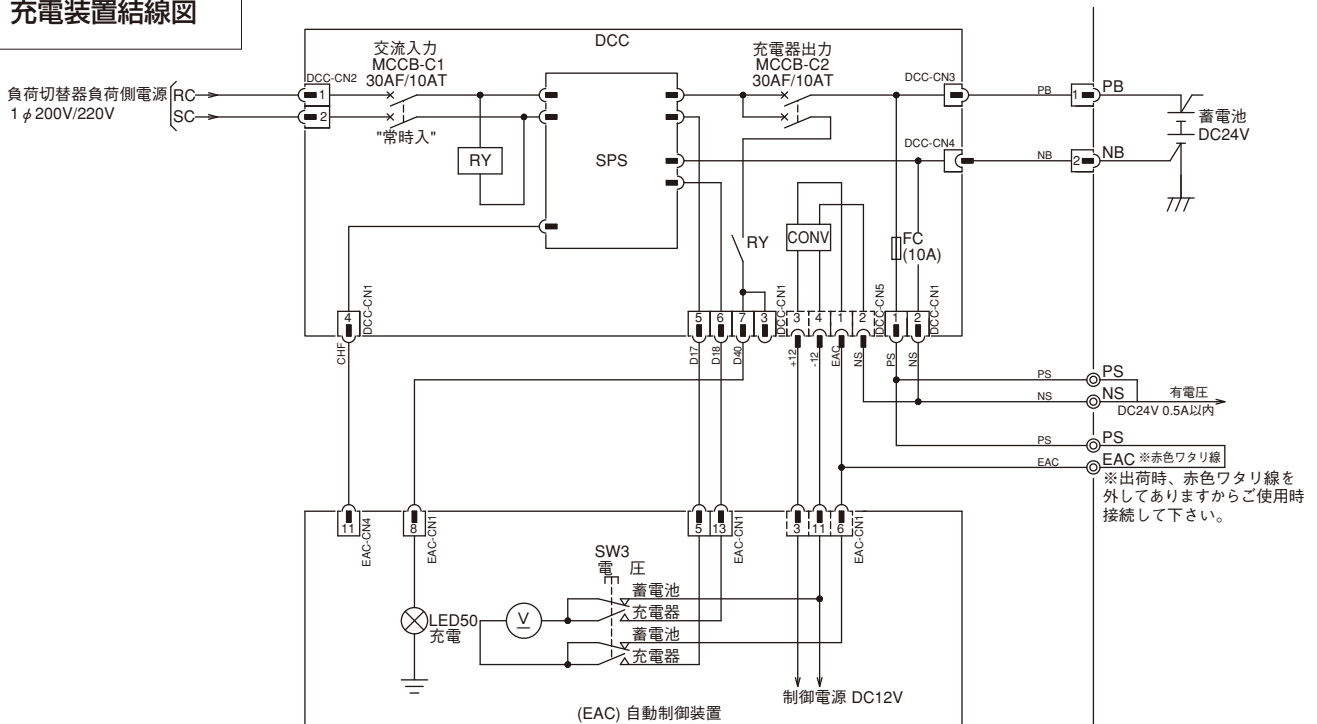 充電装置結線図
DCC
交流入力
MCCB-C1
30AF/10AT
充電器出力
MCCB-C2
30AF/10AT
DCC-CN2
DCC-CN3
負荷切替器負荷側電源
1φ200V/220V
RC
SC
1
2
"常時入"
RY
SPS
PB
1
PB
蓄電池
DC24V
DCC-CN4
NB
2
NB
RY
CONV
FC
(10A)
4
DCC-CN1
5
6
7
3
DCC-CN1
3
4
1
2
DCC-CN5
1
2
DCC-CN1
CHF
D17
D18
D40
+12
-12
EAC
NS
PS
NS
PS
PS
NS
NS
有電圧
DC24V 0.5A以内
PS
PS
EAC
EAC
※赤色ワタリ線
※出荷時、赤色ワタリ線を
外してありますからご使用時
接続して下さい。
11
EAC-CN4
8
EAC-CN1
5
13
EAC-CN1
3
11
6
EAC-CN1
SW3
電 圧
蓄電池
充電器
蓄電池
充電器
V
LED50
充電
制御電源 DC12V
(EAC) 自動制御装置